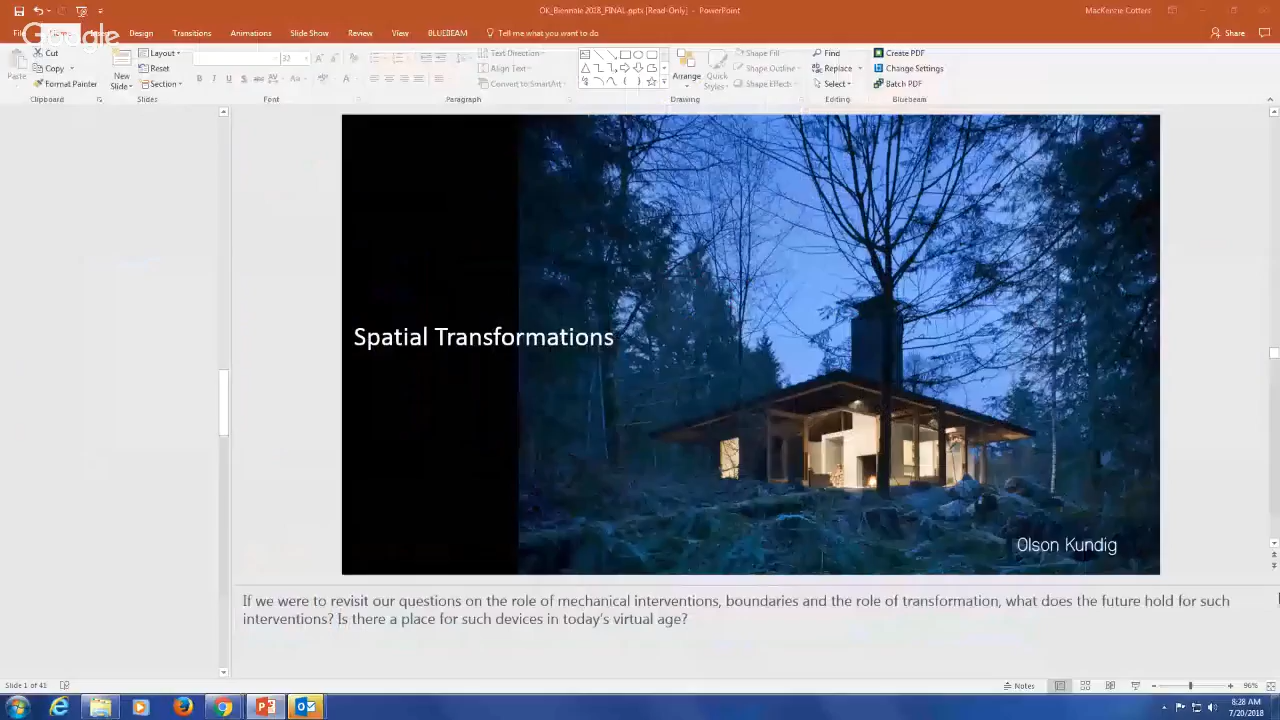 OK_Biennale 2018_FINAL.pptx [Read-Only] - PowerPoint
MacKenzie Cotters
Google
Design Transitions Animations Slide Show Review View BLUEBEAM Tell me what you want to do
Share
Paste
Cut
Copy
Format Painter
Clipboard
New
Slide
Layout
Reset
Section
Slides
32
B I U S
Font
Text Direction
Align Text
Convert to SmartArt
Paragraph
Arrange
Quick
Styles
Shape Fill
Shape Outline
Shape Effects
Drawing
Find
Replace
Select
Editing
Create PDF
Change Settings
Batch PDF
Bluebeam
Spatial Transformations
Olson Kundig
If we were to revisit our questions on the role of mechanical interventions, boundaries and the role of transformation, what does the future hold for such
interventions? Is there a place for such devices in today's virtual age?
Slide 1 of 41
Notes
96%
8:28 AM
7/20/2018